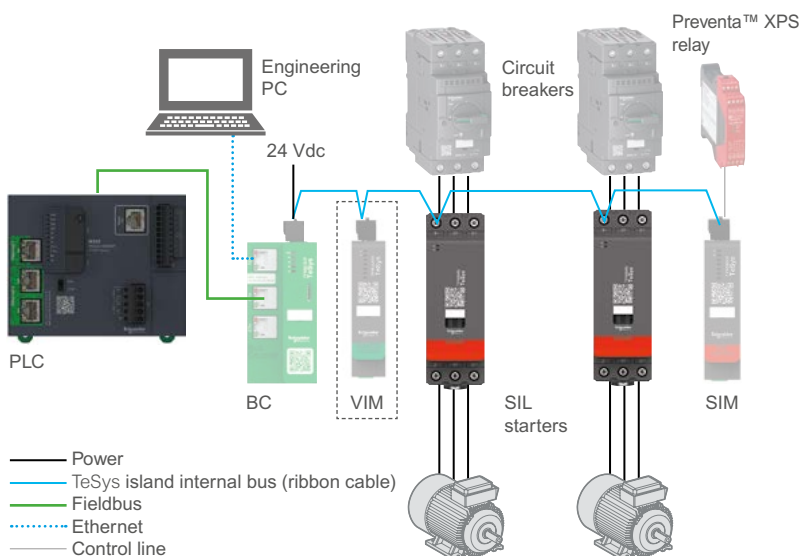 Preventa™ XPS
relay
Engineering
PC
Circuit
breakers
24 Vdc
PLC
BC
VIM
SIL
starters
SIM
Power
TeSys island internal bus (ribbon cable)
Fieldbus
Ethernet
Control line